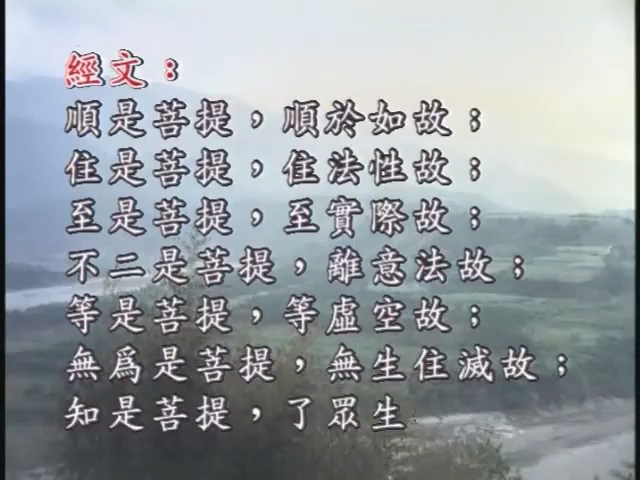 經文：
順是菩提，順於如故；
住是菩提，住法性故；
至是菩提，至實際故；
不二是菩提，離意法故；
等是菩提，等虛空故；
無為是菩提，無生住滅故；
知是菩提，了眾生